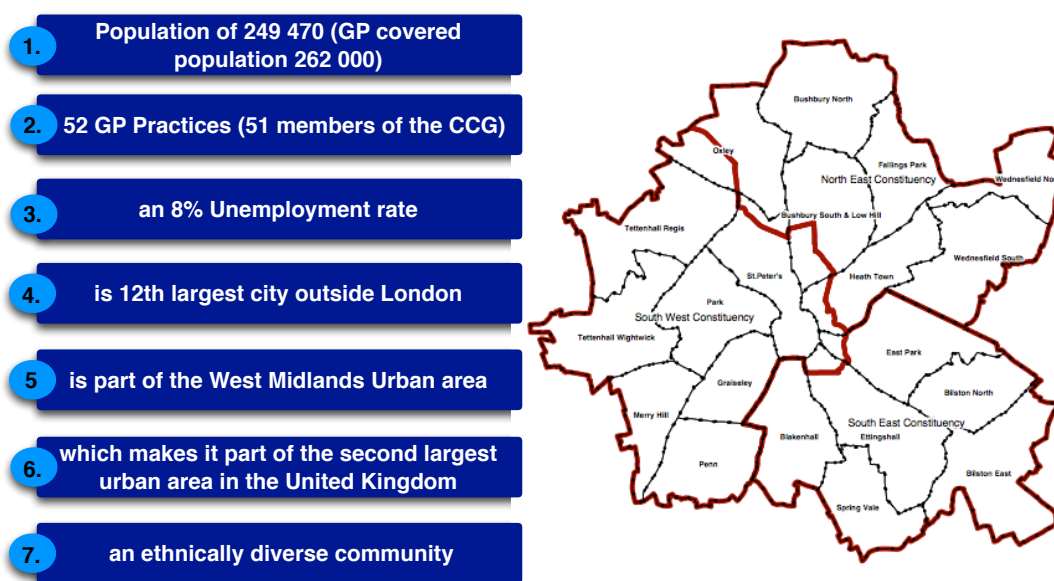 1.
Population of 249 470 (GP covered
population 262 000)
2.
52 GP Practices (51 members of the CCG)
3.
an 8% Unemployment rate
4.
is 12th largest city outside London
5
is part of the West Midlands Urban area
6.
which makes it part of the second largest
urban area in the United Kingdom
7.
an ethnically diverse community
Bushbury North
Oxley
Fallings Park
North East Constituency
Wednesfield No
Bushbury South & Low Hill
Tettenhall Regis
Wednesfield South
St.Peter's
Heath Town
Park
South West Constituency
Tettenhall Wightwick
East Park
Graiseley
Bilston North
Merry Hill
South East Constituency
Blakenhall
Ettingshall
Penn
Bilston East
Spring Vale